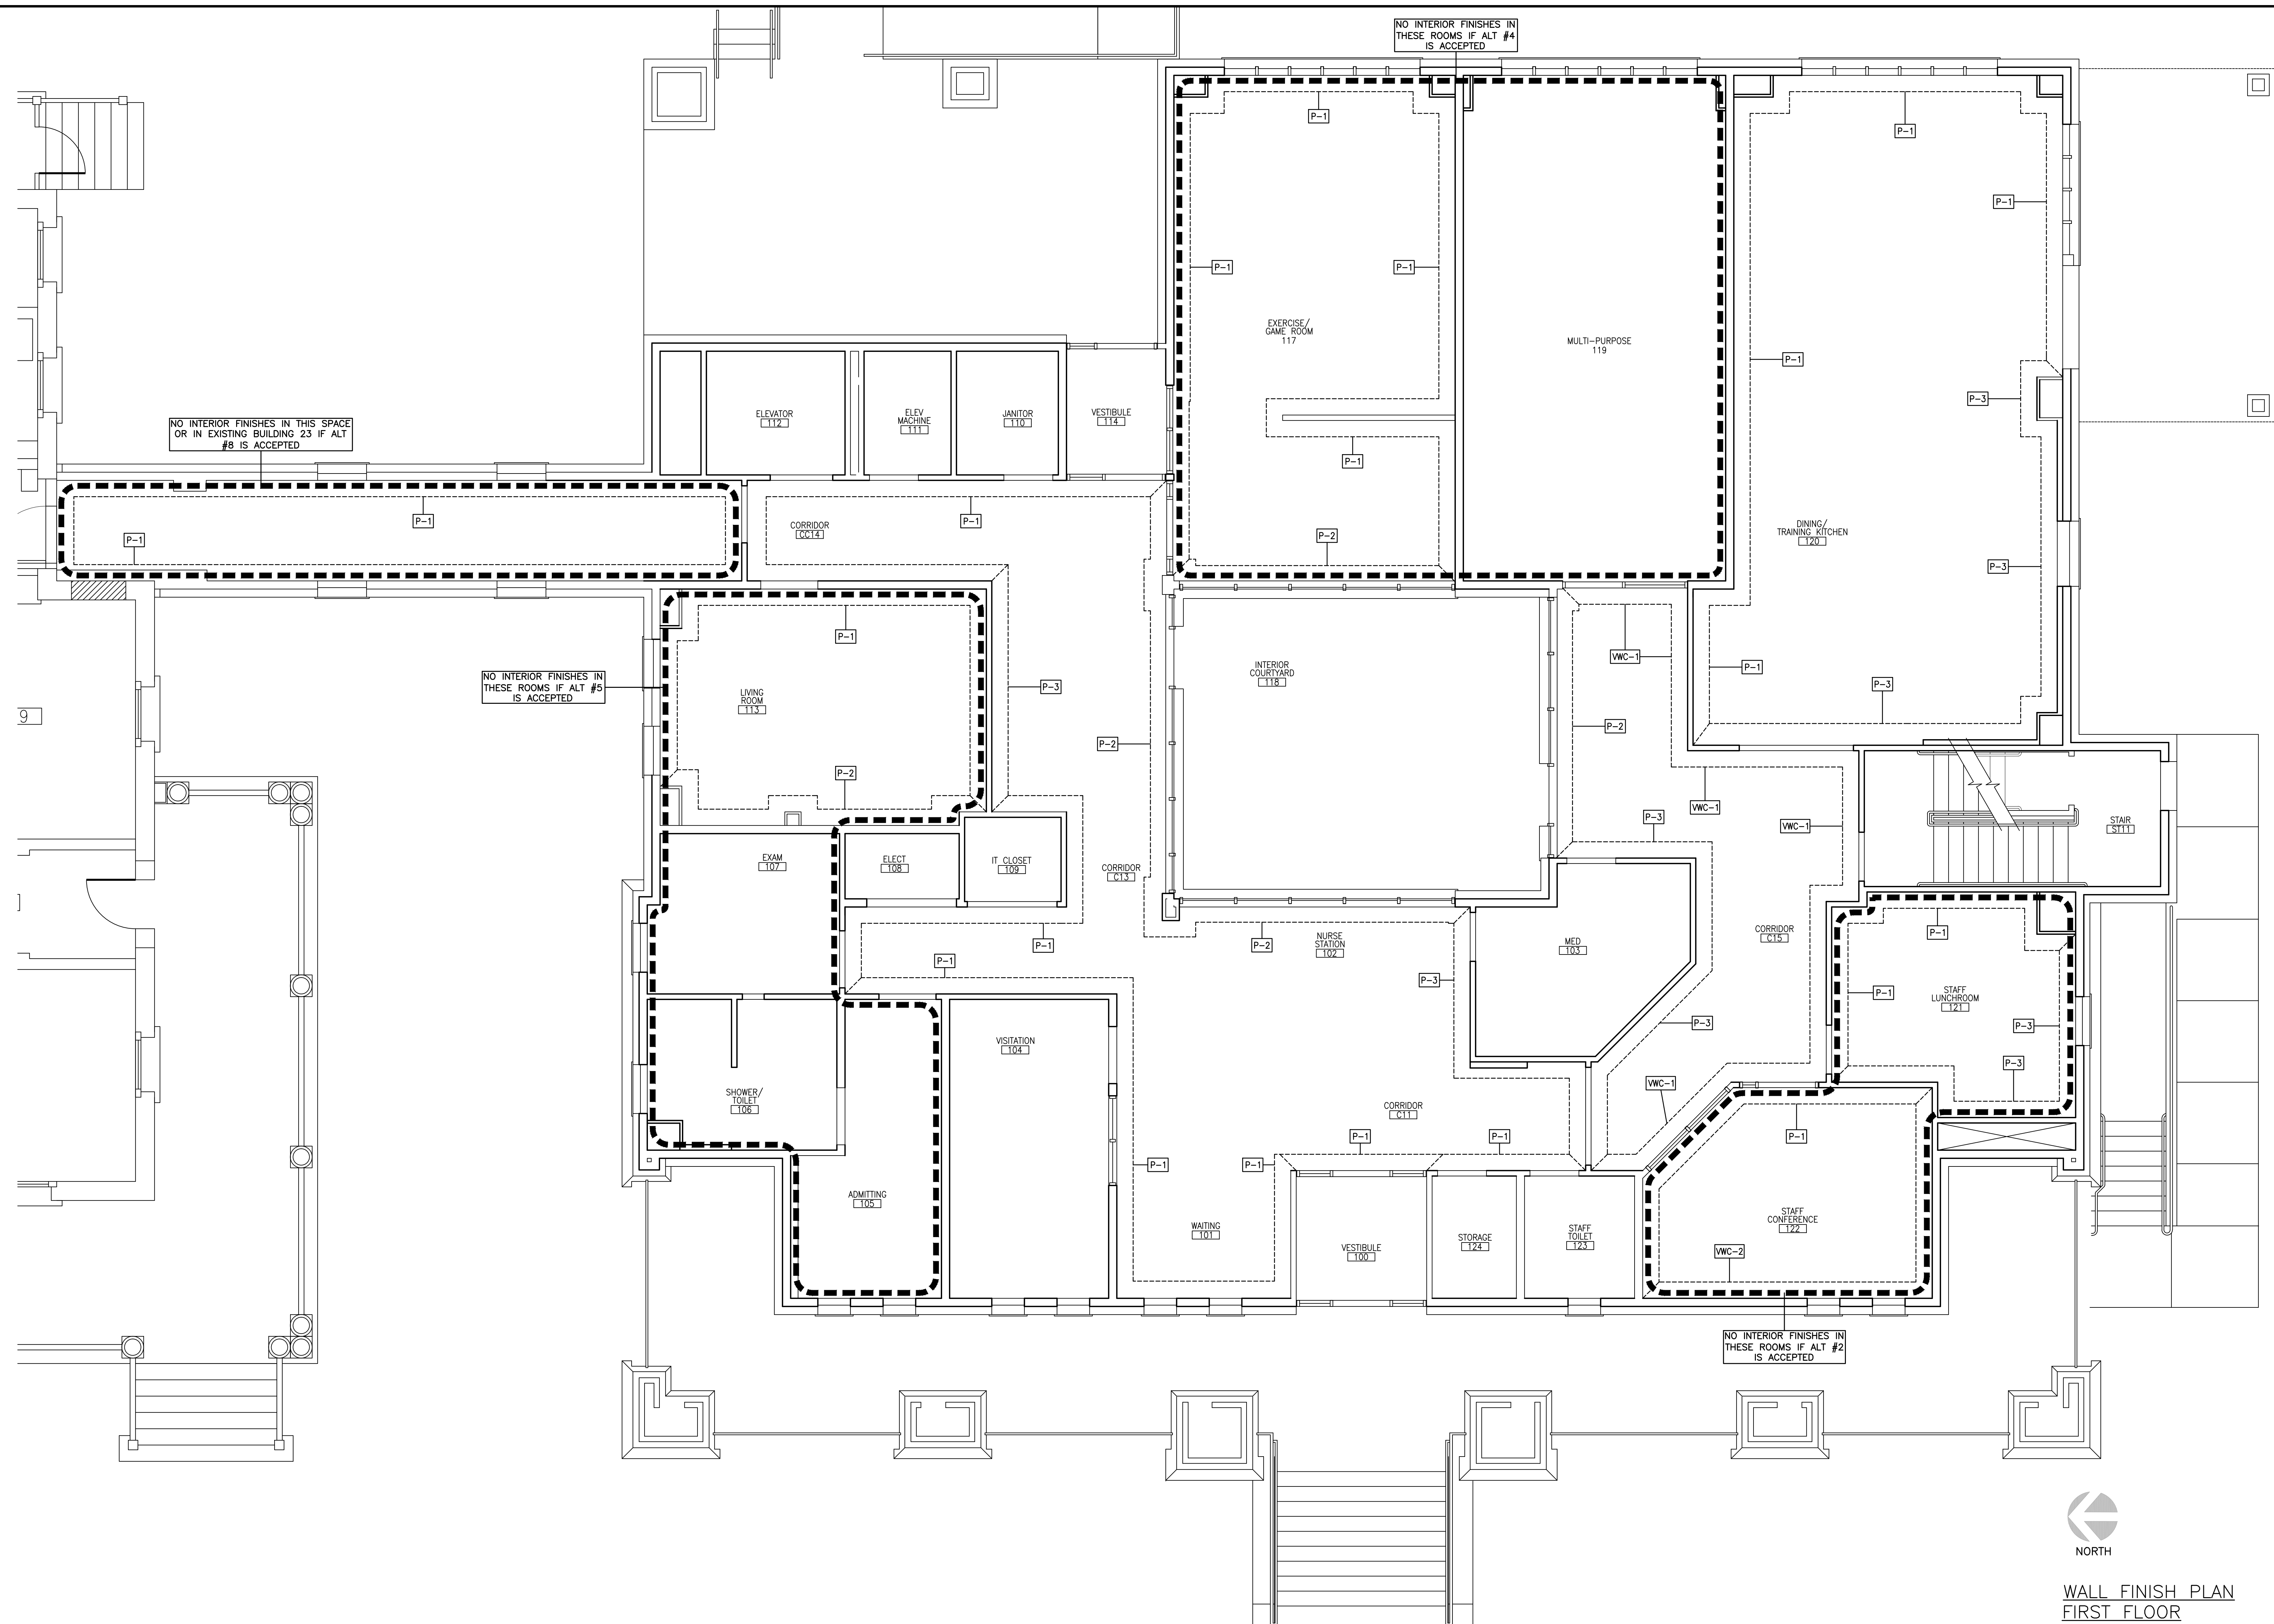 NO INTERIOR FINISHES IN
THESE ROOMS IF ALT #4
IS ACCEPTED
P-1
P-1
P-1
P-1
P-1
EXERCISE/
GAME ROOM
117
MULTI-PURPOSE
119
P-1
P-3
NO INTERIOR FINISHES IN THIS SPACE
OR IN EXISTING BUILDING 23 IF ALT
#8 IS ACCEPTED
ELEVATOR
112
ELEV
MACHINE
111
JANITOR
110
VESTIBULE
114
P-1
P-1
P-1
CORRIDOR
CC14
P-1
P-2
DINING/
TRAINING KITCHEN
120
P-3
P-1
VWC-1
P-1
INTERIOR
COURTYARD
118
NO INTERIOR FINISHES IN
THESE ROOMS IF ALT #5
IS ACCEPTED
LIVING
ROOM
113
P-3
P-3
9
P-2
P-2
P-2
VWC-1
P-3
VWC-1
STAIR
ST11
EXAM
107
ELECT
108
IT CLOSET
109
CORRIDOR
C13
P-1
P-1
P-2
NURSE
STATION
102
MED
103
CORRIDOR
C15
P-1
P-3
P-1
STAFF
LUNCHROOM
121
P-3
P-3
P-3
VISITATION
104
SHOWER/
TOILET
106
VWC-1
CORRIDOR
C11
P-1
P-1
P-1
P-1
P-1
ADMITTING
105
WAITING
101
VESTIBULE
100
STORAGE
124
STAFF
TOILET
123
STAFF
CONFERENCE
122
VWC-2
NO INTERIOR FINISHES IN
THESE ROOMS IF ALT #2
IS ACCEPTED
NORTH
WALL FINISH PLAN
FIRST FLOOR